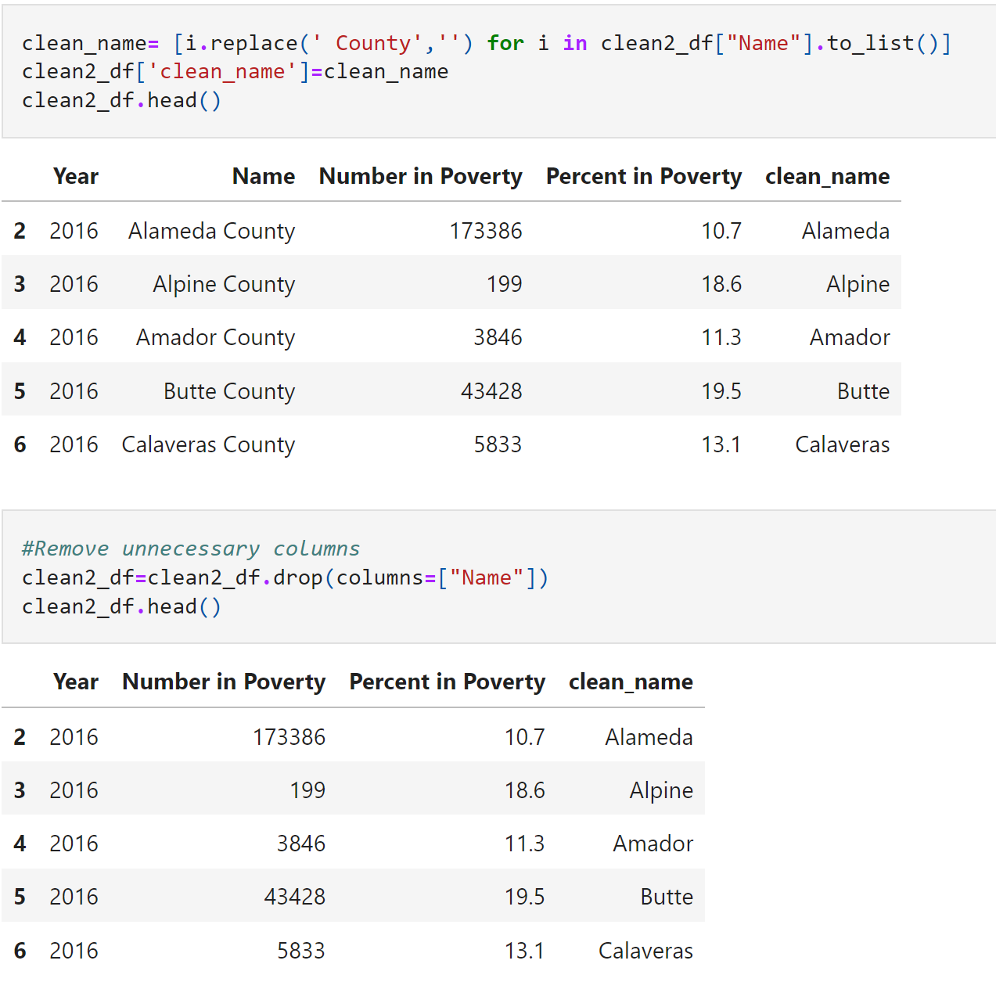 clean_name= [i.replace(' County','') for i in clean2_df["Name"].to_list()]
clean2_df['clean_name']=clean_name
clean2_df.head()
Year Name Number in Poverty Percent in Poverty clean_name
2 2016 Alameda County 173386 10.7 Alameda
3 2016 Alpine County 199 18.6 Alpine
4 2016 Amador County 3846 11.3 Amador
5 2016 Butte County 43428 19.5 Butte
6 2016 Calaveras County 5833 13.1 Calaveras
#Remove unnecessary columns
clean2_df=clean2_df.drop(columns=["Name"])
clean2_df.head()
Year Number in Poverty Percent in Poverty clean_name
2 2016 173386 10.7 Alameda
3 2016 199 18.6 Alpine
4 2016 3846 11.3 Amador
5 2016 43428 19.5 Butte
6 2016 5833 13.1 Calaveras